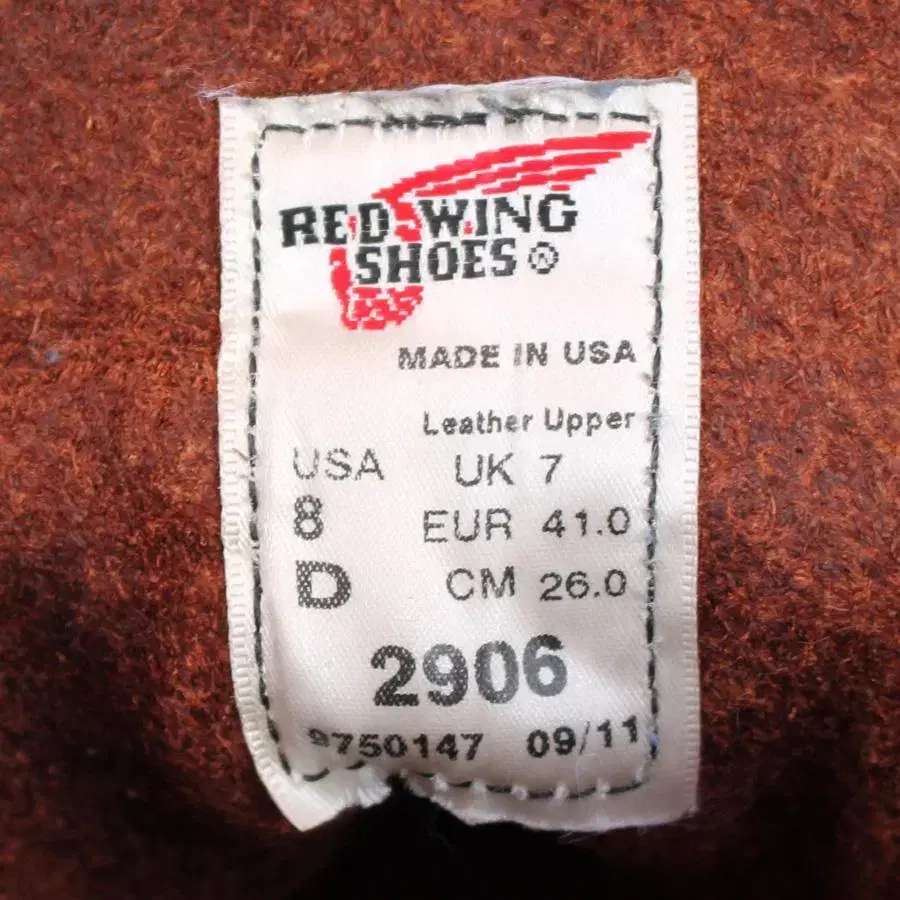 RED WING
SHOES ®
MADE IN USA
Leather Upper
USA UK 7
8 EUR 41.0
D CM 26.0
2906
9750147 09/11